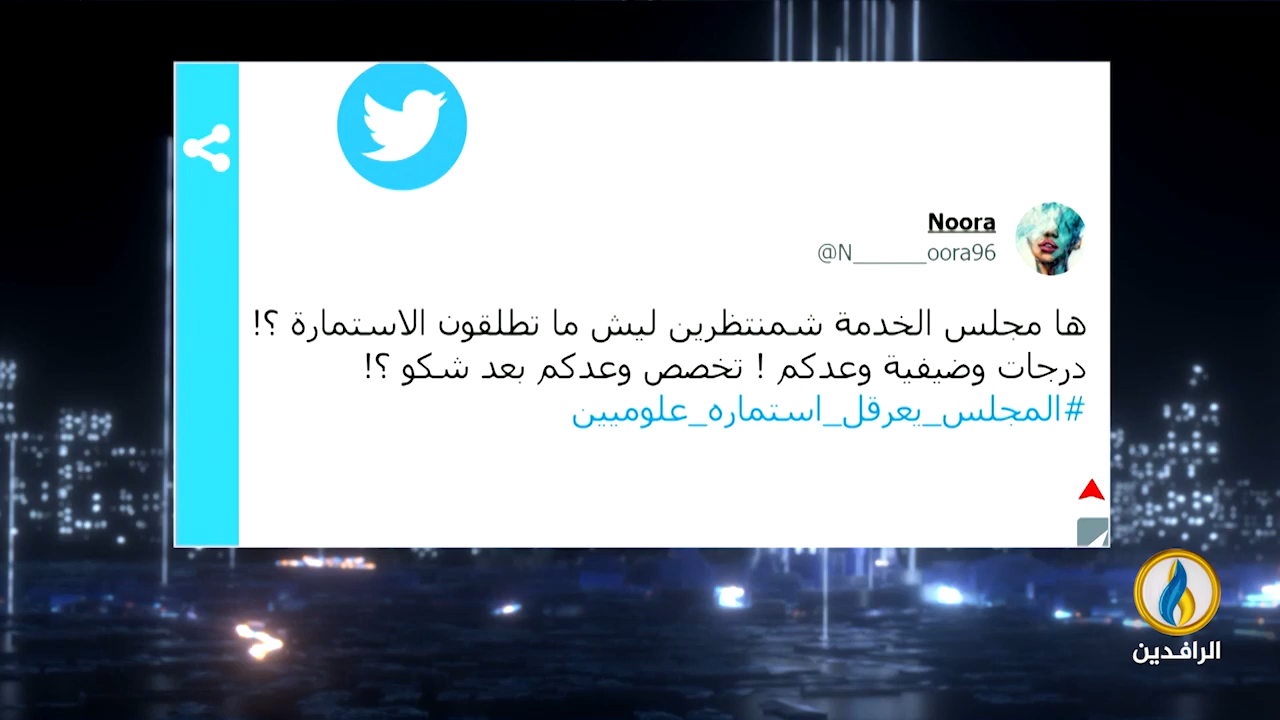 Noora
@N______oora96
ها مجلس الخدمة شمنتظرين ليش ما تطلقون الاستمارة ؟!
درجات وضيفية وعدكم ! تخصص وعدكم بعد شكو ؟!
#المجلس_يعرقل_استماره_علوميين
الرافدين